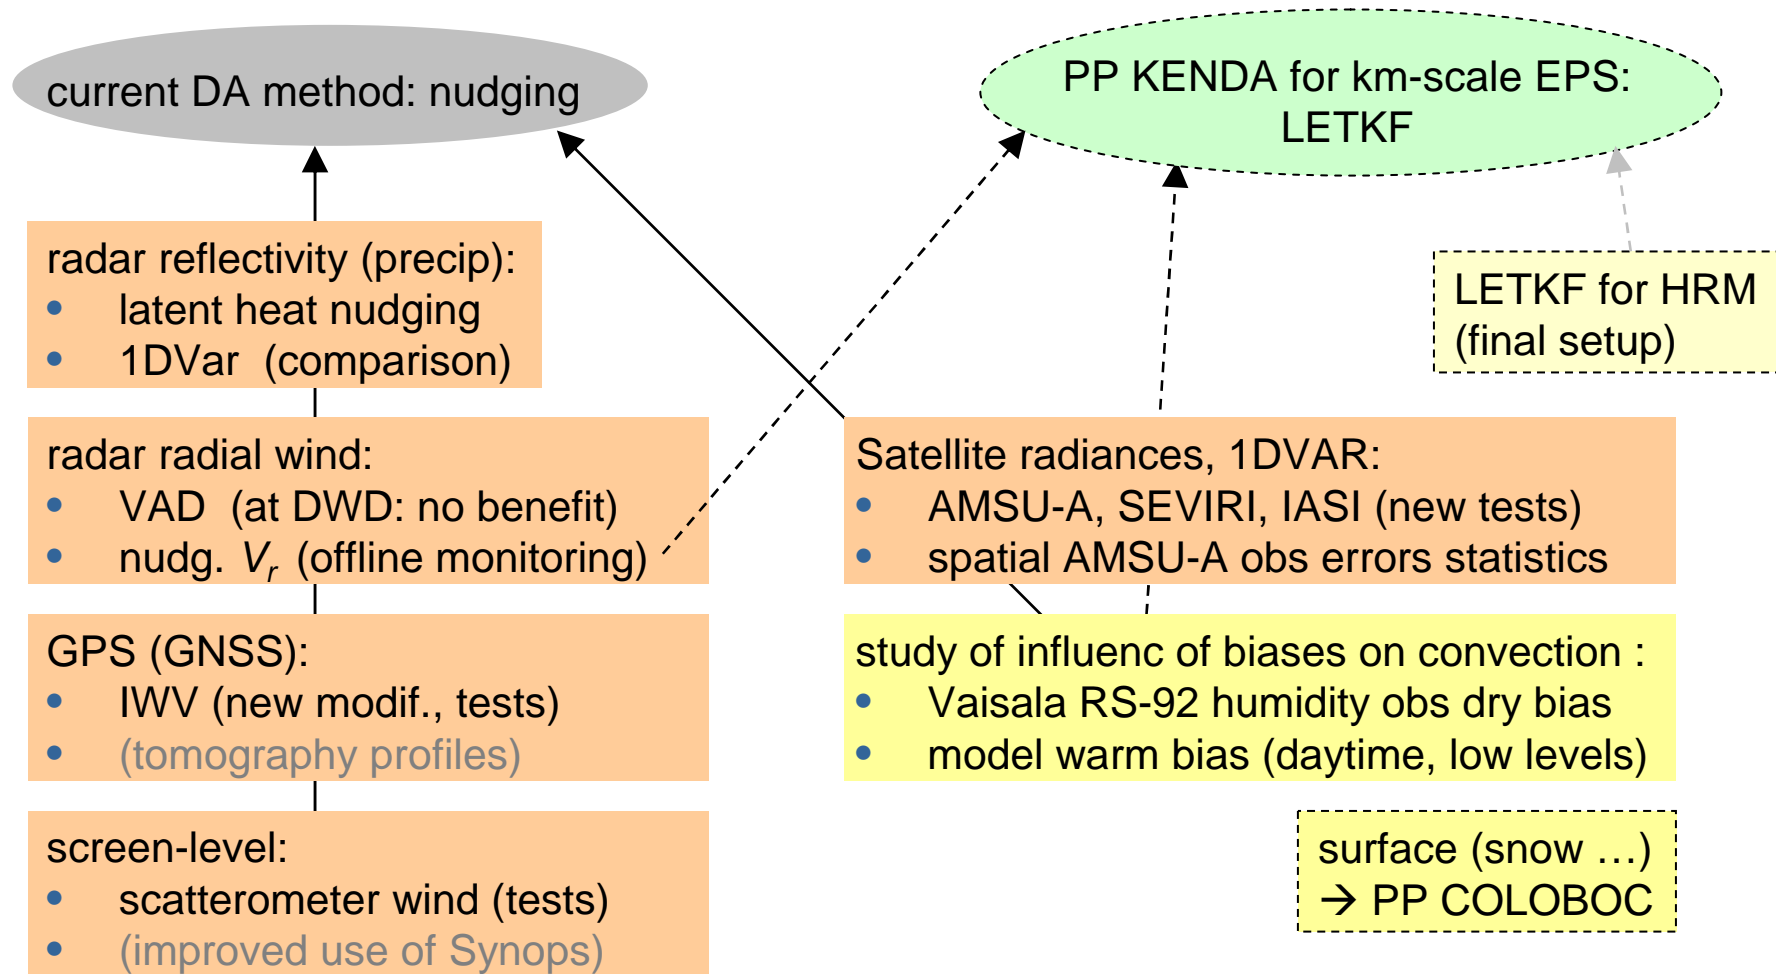 current DA method: nudging
PP KENDA for km-scale EPS:
LETKF
radar reflectivity (precip):
• latent heat nudging
• 1DVar (comparison)
LETKF for HRM
(final setup)
radar radial wind:
• VAD (at DWD: no benefit)
• nudg. Vr (offline monitoring)
Satellite radiances, 1DVAR:
• AMSU-A, SEVIRI, IASI (new tests)
• spatial AMSU-A obs errors statistics
GPS (GNSS):
• IWV (new modif., tests)
• (tomography profiles)
study of influenc of biases on convection :
• Vaisala RS-92 humidity obs dry bias
• model warm bias (daytime, low levels)
screen-level:
• scatterometer wind (tests)
• (improved use of Synops)
surface (snow …)
→ PP COLOBOC